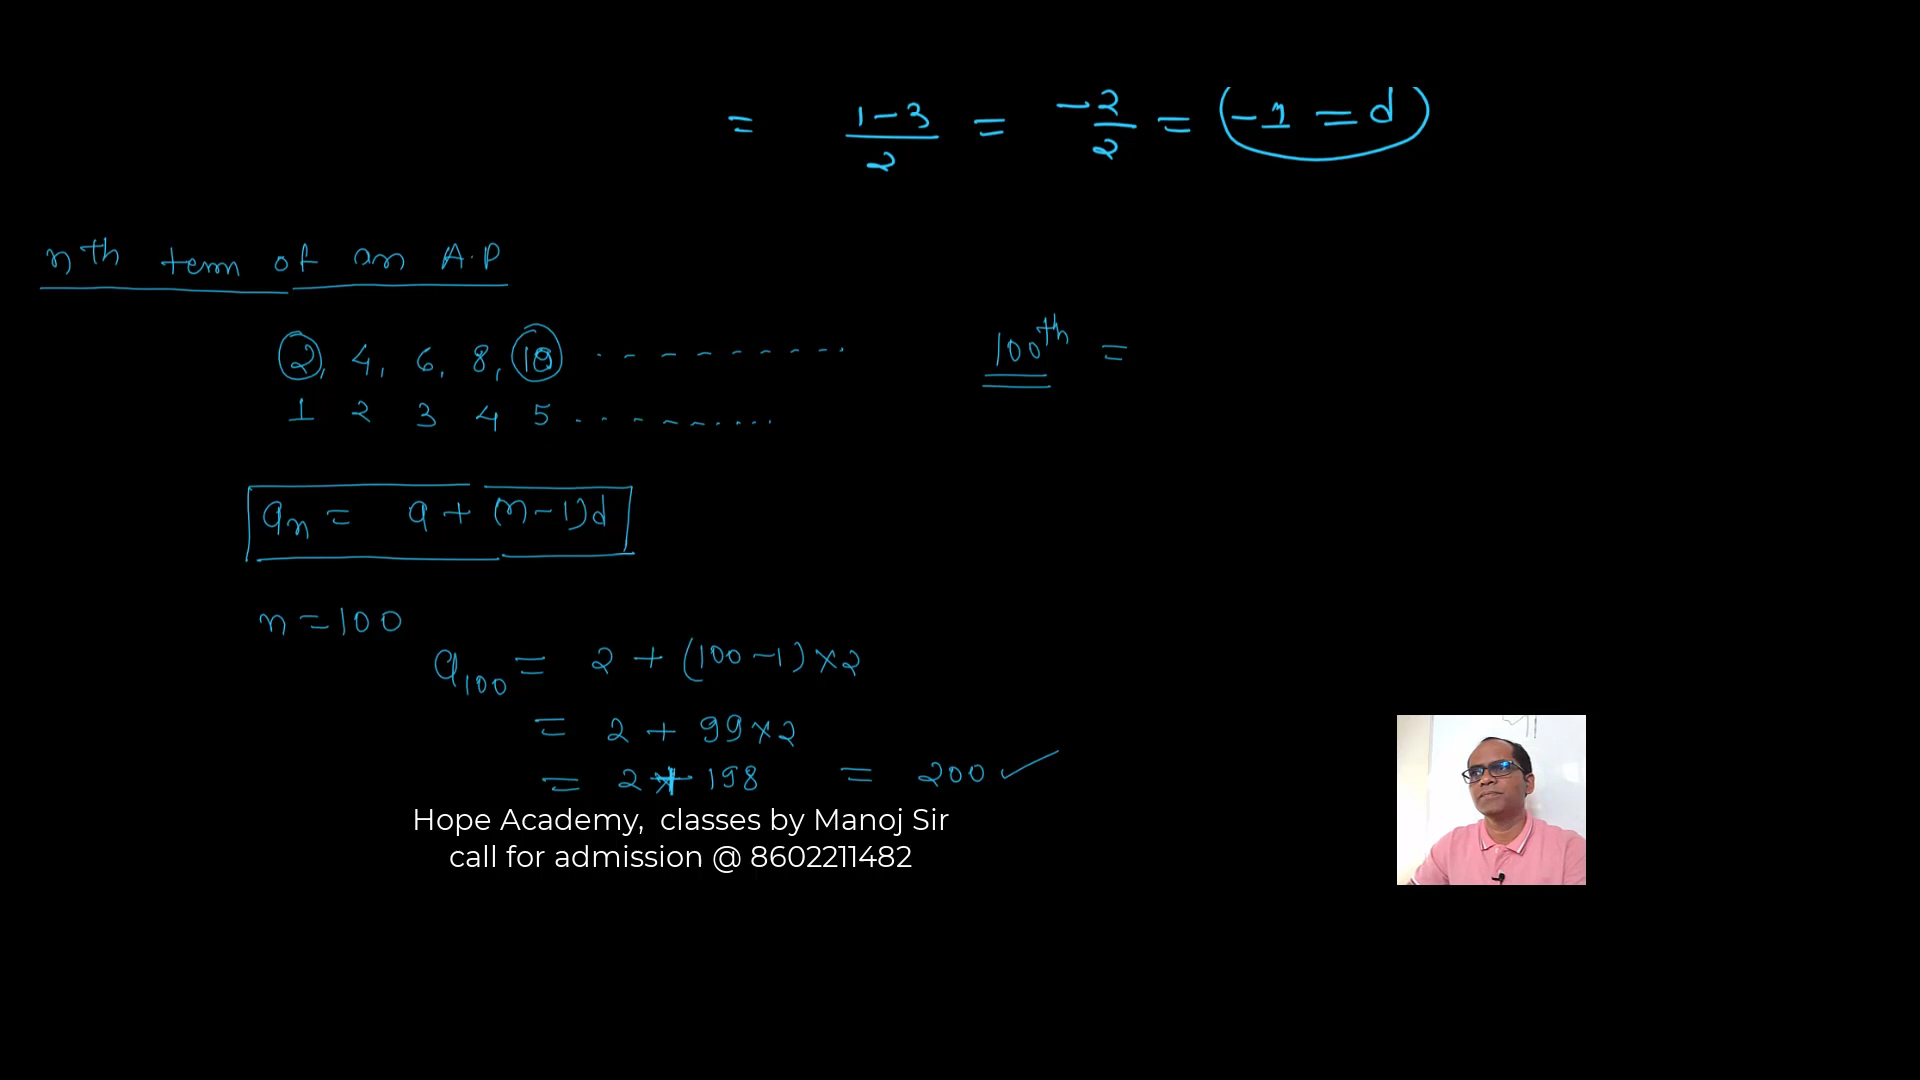 = 1-3/2 = -2/2 = -1 = d
nth term of an A.P
2, 4, 6, 8, 10 ..........
100th =
1 2 3 4 5 ..........
an = a + (n-1)d
n = 100
a100 = 2 + (100-1)×2
= 2 + 99×2
= 2 + 198 = 200 ✓
Hope Academy, classes by Manoj Sir
call for admission @ 8602211482